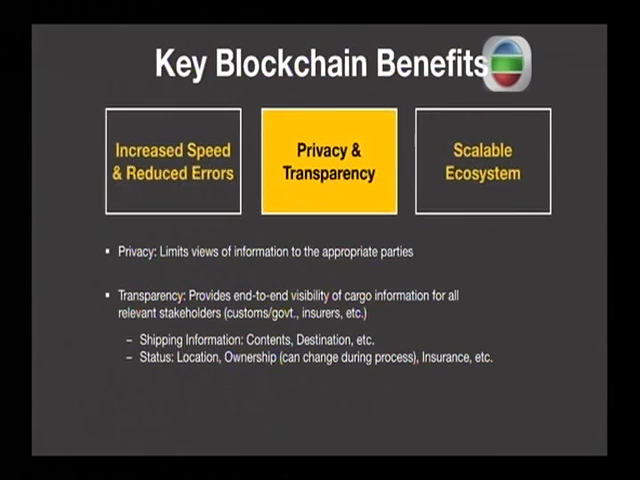 Key Blockchain Benefits
Increased Speed
& Reduced Errors
Privacy &
Transparency
Scalable
Ecosystem
▪ Privacy: Limits views of information to the appropriate parties
▪ Transparency: Provides end-to-end visibility of cargo information for all
relevant stakeholders (customs/govt., insurers, etc.)
– Shipping Information: Contents, Destination, etc.
– Status: Location, Ownership (can change during process), Insurance, etc.